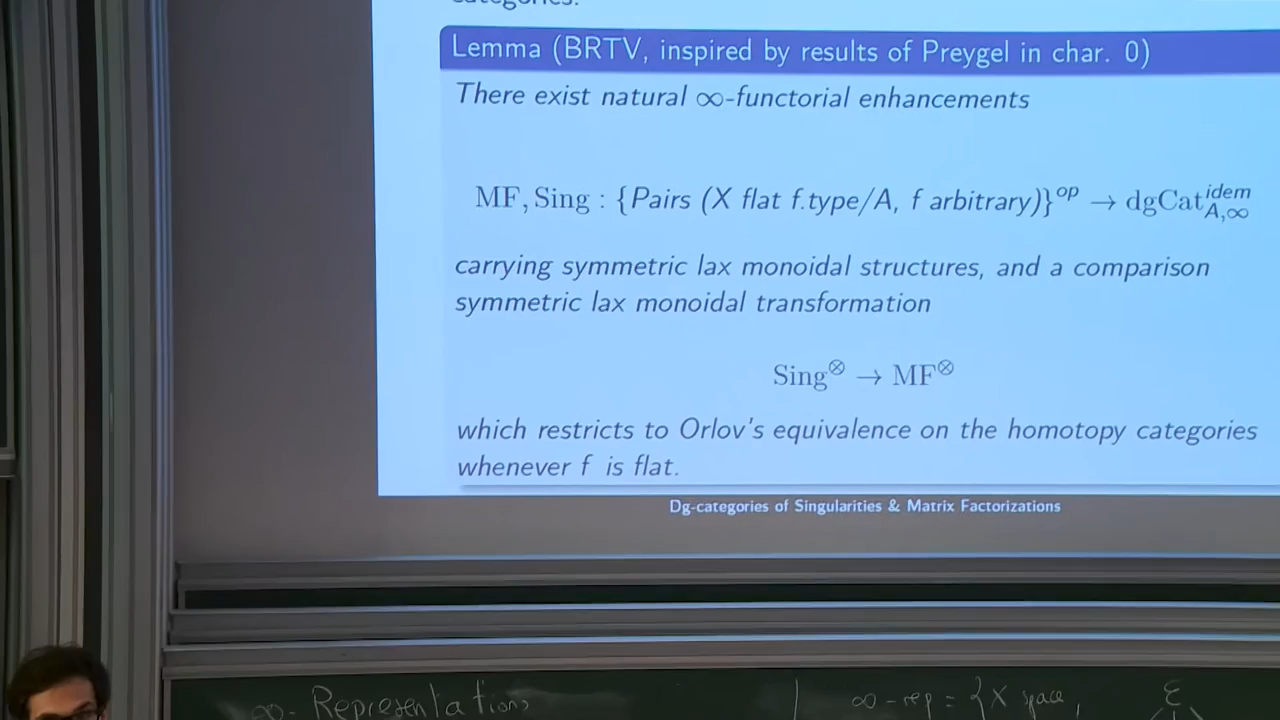 categories.
Lemma (BRTV, inspired by results of Preygel in char. 0)
There exist natural ∞-functorial enhancements
MF, Sing : {Pairs (X flat f.type/A, f arbitrary)}^{op} → dgCat^{idem}_{A,∞}
carrying symmetric lax monoidal structures, and a comparison
symmetric lax monoidal transformation
Sing^⊗ → MF^⊗
which restricts to Orlov's equivalence on the homotopy categories
whenever f is flat.
Dg-categories of Singularities & Matrix Factorizations
∞- Representations
∞-rep = {X space,
ε